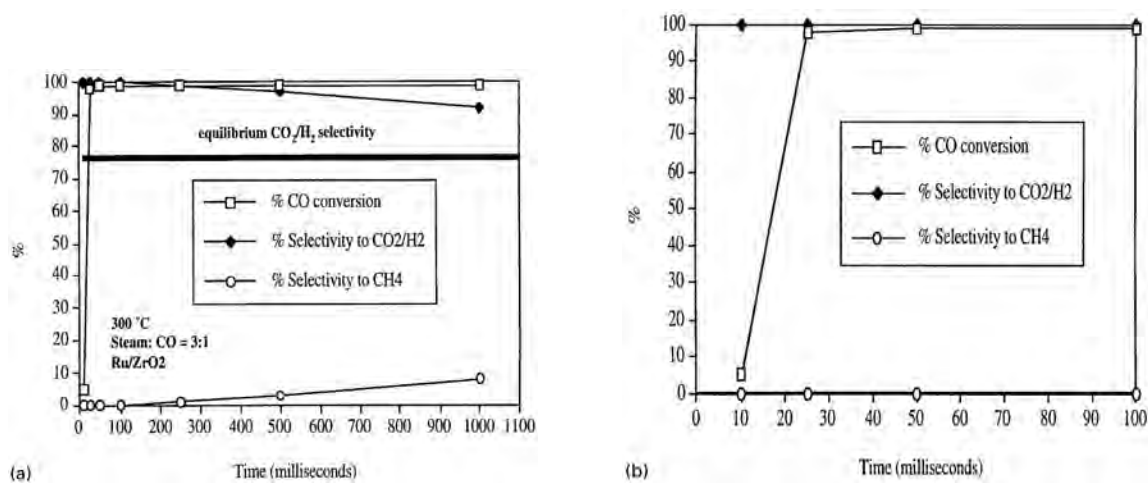 100
90
80
70
60
50
40
30
20
10
0
%
equilibrium CO2/H2 selectivity
% CO conversion
% Selectivity to CO2/H2
% Selectivity to CH4
300 °C
Steam: CO = 3:1
Ru/ZrO2
0 100 200 300 400 500 600 700 800 900 1000 1100
Time (milliseconds)
(a)
100
90
80
70
60
50
40
30
20
10
0
%
% CO conversion
% Selectivity to CO2/H2
% Selectivity to CH4
0 10 20 30 40 50 60 70 80 90 100
Time (milliseconds)
(b)